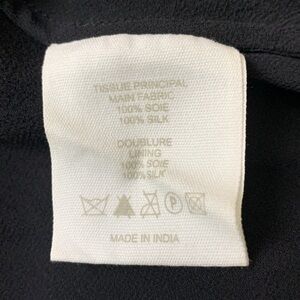 TISSUE PRINCIPAL
MAIN FABRIC
100% SOIE
100% SILK
DOUBLURE
LINING
100% SOIE
100% SILK
P
MADE IN INDIA